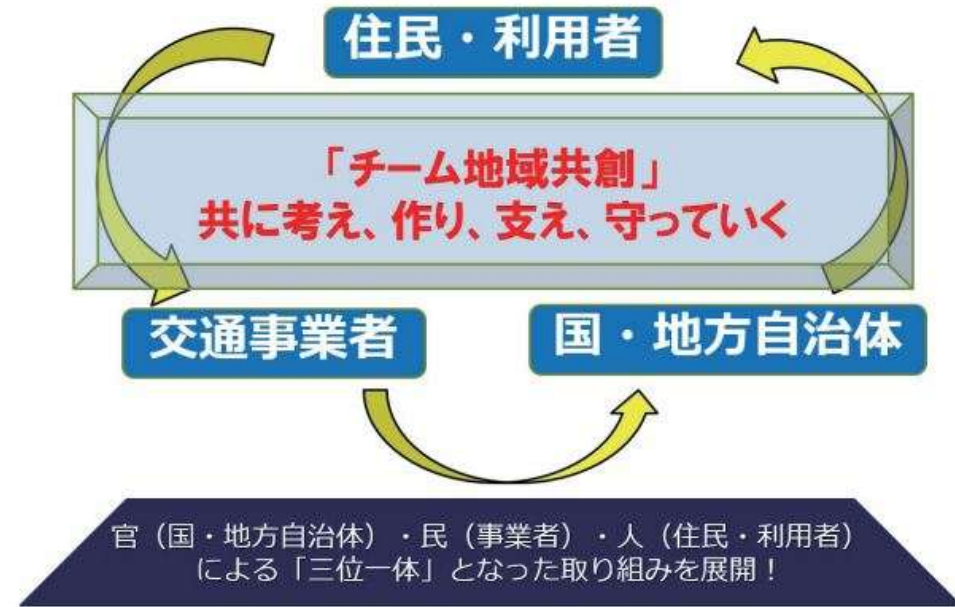 住民・利用者
「チーム地域共創」
共に考え、作り、支え、守っていく
交通事業者
国・地方自治体
官（国・地方自治体）・民（事業者）・人（住民・利用者）
による「三位一体」となった取り組みを展開！